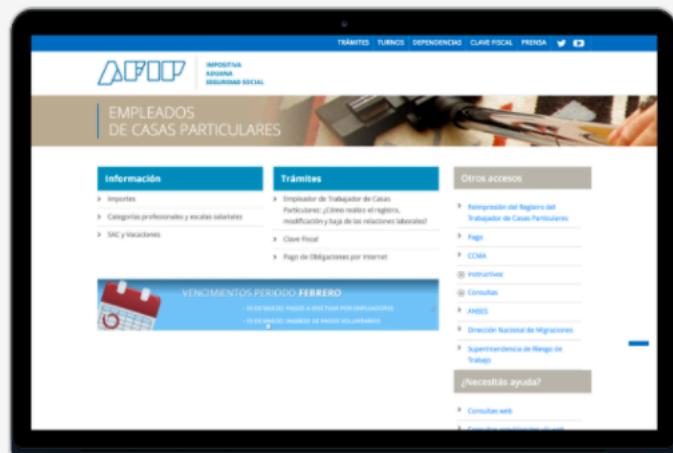 TRÁMITES TURNOS DEPENDENCIAS CLAVE FISCAL PRENSA
AFIP
IMPOSITIVA
ADUANA
SEGURIDAD SOCIAL
EMPLEADOS
DE CASAS PARTICULARES
Información
Importes
Categorías profesionales y escalas salariales
SAC y Vacaciones
Trámites
Empleador de Trabajador de Casas
Particulares: ¿Cómo realizo el registro,
modificación y baja de las relaciones laborales?
Clave Fiscal
Pago de Obligaciones por Internet
VENCIMIENTOS PERIODO FEBRERO
Otros accesos
Reimpresión del Registro del
Trabajador de Casas Particulares
Pago
CCMA
Instructivos
Consultas
ANSES
Dirección Nacional de Migraciones
Superintendencia de Riesgo de
Trabajo
¿Necesitás ayuda?
Consultas web